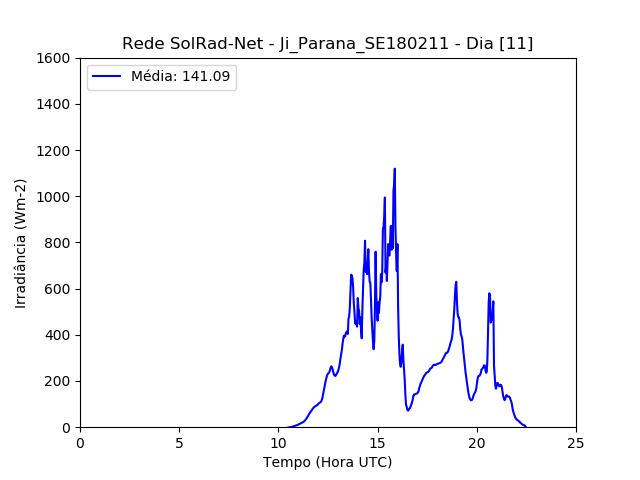 Rede SolRad-Net - Ji_Parana_SE180211 - Dia [11]
Média: 141.09
Irradiância (Wm-2)
1600
1400
1200
1000
800
600
400
200
0
0 5 10 15 20 25
Tempo (Hora UTC)